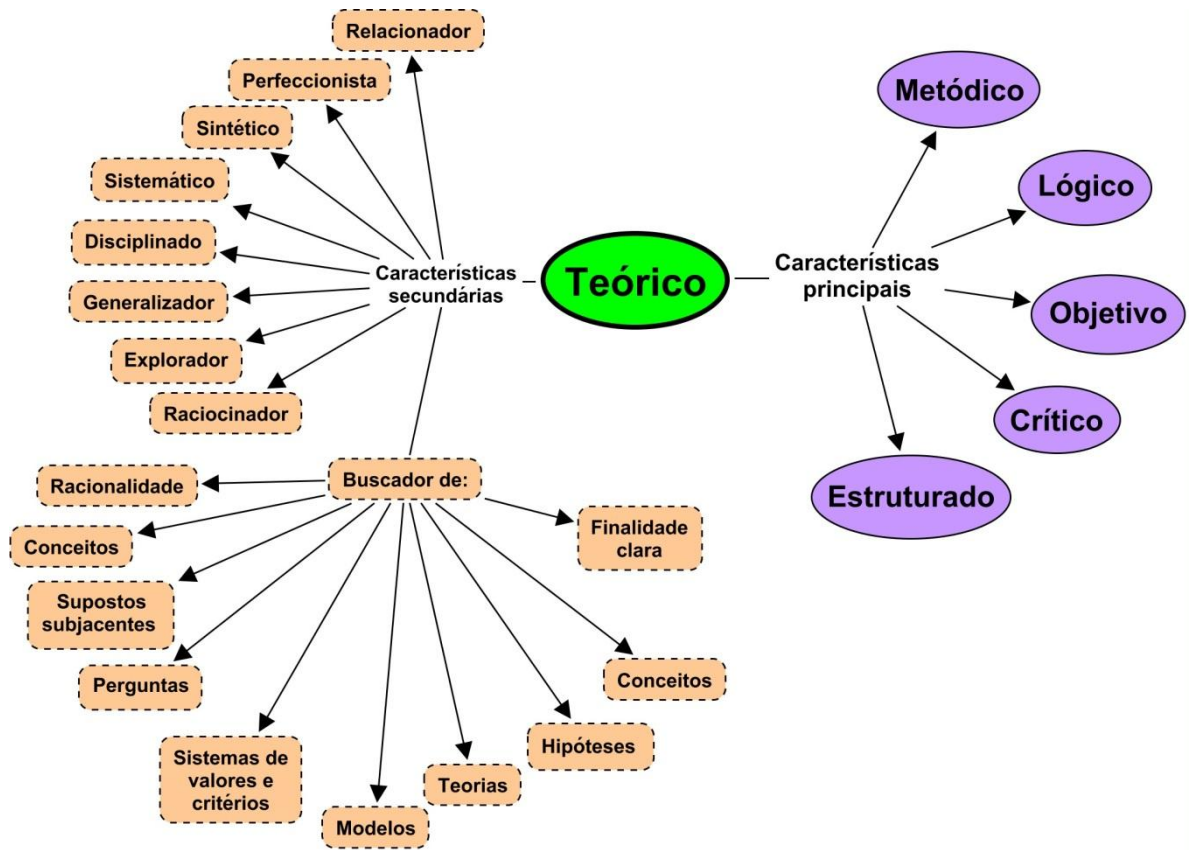 Relacionador
Perfeccionista
Sintético
Sistemático
Disciplinado
Generalizador
Explorador
Raciocinador
Características
secundárias
Teórico
Características
principais
Metódico
Lógico
Objetivo
Crítico
Estruturado
Buscador de:
Racionalidade
Conceitos
Supostos
subjacentes
Perguntas
Sistemas de
valores e
critérios
Modelos
Teorias
Hipóteses
Conceitos
Finalidade
clara